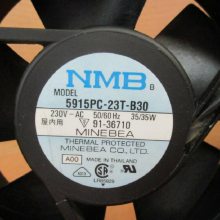 NMB B
MODEL
5915PC-23T-B30
230V - AC 50/60Hz 35/35W
屋内用 91-36710
MINEBEA
THERMAL PROTECTED
MINEBEA CO., LTD.
A00 MADE IN THAILAND